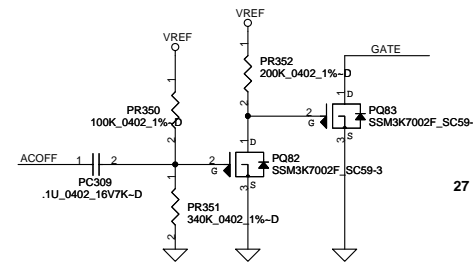 VREF
VREF
GATE
PR352
200K_0402_1%~D
PR350
100K_0402_1%~D
PQ83
SSM3K7002F_SC59-
ACOFF
PC309
.1U_0402_16V7K~D
PQ82
SSM3K7002F_SC59-3
PR351
340K_0402_1%~D
27
1
2
1
2
1
2
1
2
2
G
1
D
3
S
2
G
1
D
3
S